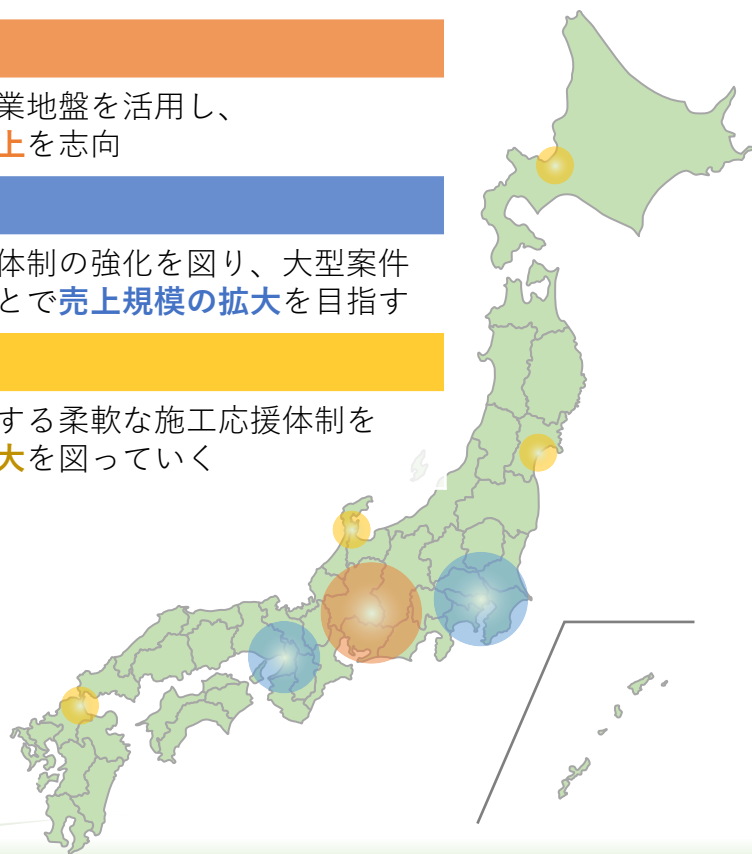 業地盤を活用し、
上を志向
体制の強化を図り、大型案件
とで売上規模の拡大を目指す
する柔軟な施工応援体制を
大を図っていく